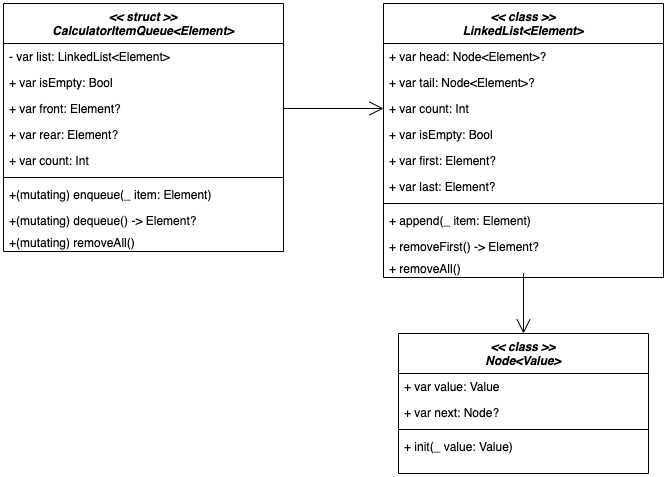 << struct >>
CalculatorItemQueue<Element>
- var list: LinkedList<Element>
+ var isEmpty: Bool
+ var front: Element?
+ var rear: Element?
+ var count: Int
+(mutating) enqueue(_ item: Element)
+(mutating) dequeue() -> Element?
+(mutating) removeAll()
<< class >>
LinkedList<Element>
+ var head: Node<Element>?
+ var tail: Node<Element>?
+ var count: Int
+ var isEmpty: Bool
+ var first: Element?
+ var last: Element?
+ append(_ item: Element)
+ removeFirst() -> Element?
+ removeAll()
<< class >>
Node<Value>
+ var value: Value
+ var next: Node?
+ init(_ value: Value)